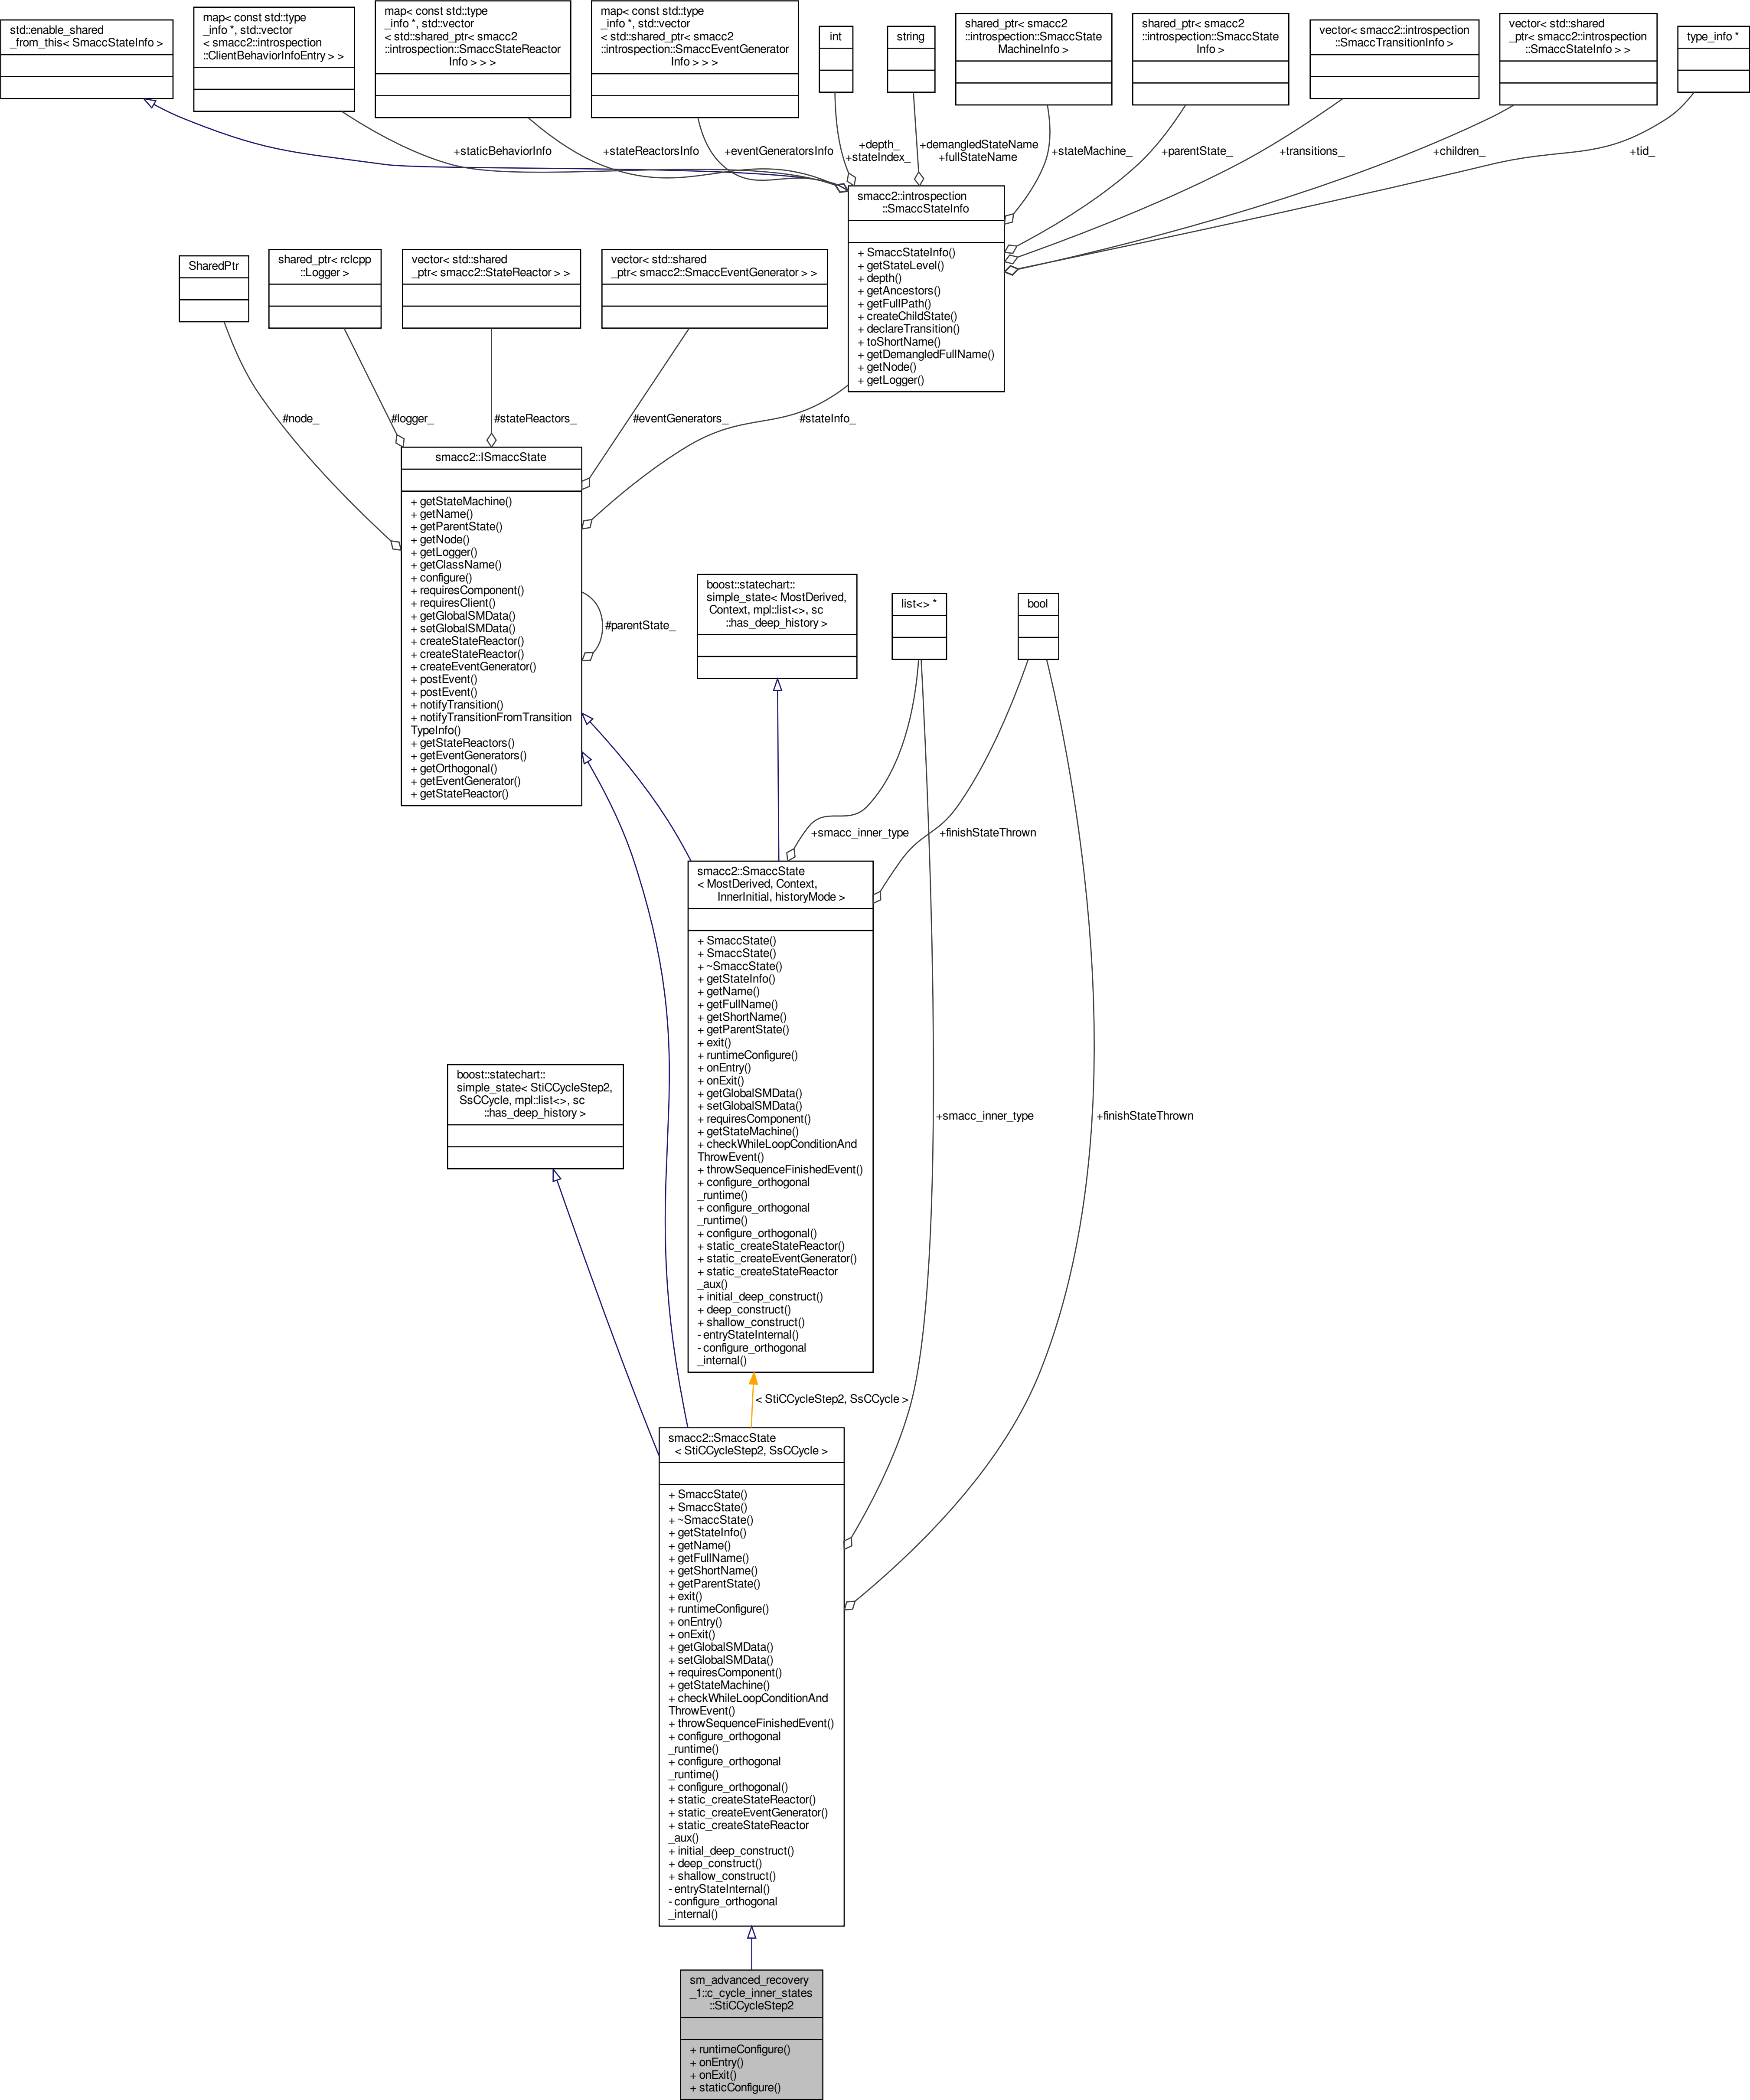 std::enable_shared
_from_this< SmaccStateInfo >
map< const std::type
_info *, std::vector
< smacc2::introspection
::ClientBehaviorInfoEntry > >
map< const std::type
_info *, std::vector
< std::shared_ptr< smacc2
::introspection::SmaccStateReactor
Info > > >
map< const std::type
_info *, std::vector
< std::shared_ptr< smacc2
::introspection::SmaccEventGenerator
Info > > >
int
string
shared_ptr< smacc2
::introspection::SmaccState
MachineInfo >
shared_ptr< smacc2
::introspection::SmaccState
Info >
vector< smacc2::introspection
::SmaccTransitionInfo >
vector< std::shared
_ptr< smacc2::introspection
::SmaccStateInfo > >
type_info *
+staticBehaviorInfo
+stateReactorsInfo
+eventGeneratorsInfo
+depth_
+stateIndex_
+demangledStateName
+fullStateName
+stateMachine_
+parentState_
+transitions_
+children_
+tid_
smacc2::introspection
::SmaccStateInfo
+ SmaccStateInfo()
+ getStateLevel()
+ depth()
+ getAncestors()
+ getFullPath()
+ createChildState()
+ declareTransition()
+ toShortName()
+ getDemangledFullName()
+ getNode()
+ getLogger()
SharedPtr
shared_ptr< rclcpp
::Logger >
vector< std::shared
_ptr< smacc2::StateReactor > >
vector< std::shared
_ptr< smacc2::SmaccEventGenerator > >
#node_
#logger_
#stateReactors_
#eventGenerators_
#stateInfo_
smacc2::ISmaccState
+ getStateMachine()
+ getName()
+ getParentState()
+ getNode()
+ getLogger()
+ getClassName()
+ configure()
+ requiresComponent()
+ requiresClient()
+ getGlobalSMData()
+ setGlobalSMData()
+ createStateReactor()
+ createStateReactor()
+ createEventGenerator()
+ postEvent()
+ postEvent()
+ notifyTransition()
+ notifyTransitionFromTransition
TypeInfo()
+ getStateReactors()
+ getEventGenerators()
+ getOrthogonal()
+ getEventGenerator()
+ getStateReactor()
#parentState_
boost::statechart::
simple_state< MostDerived,
Context, mpl::list<>, sc
::has_deep_history >
list<> *
bool
+smacc_inner_type
+finishStateThrown
smacc2::SmaccState
< MostDerived, Context,
InnerInitial, historyMode >
+ SmaccState()
+ SmaccState()
+ ~SmaccState()
+ getStateInfo()
+ getName()
+ getFullName()
+ getShortName()
+ getParentState()
+ exit()
+ runtimeConfigure()
+ onEntry()
+ onExit()
+ getGlobalSMData()
+ setGlobalSMData()
+ requiresComponent()
+ getStateMachine()
+ checkWhileLoopConditionAnd
ThrowEvent()
+ throwSequenceFinishedEvent()
+ configure_orthogonal
_runtime()
+ configure_orthogonal
_runtime()
+ configure_orthogonal()
+ static_createStateReactor()
+ static_createEventGenerator()
+ static_createStateReactor
_aux()
+ initial_deep_construct()
+ deep_construct()
+ shallow_construct()
- entryStateInternal()
- configure_orthogonal
_internal()
boost::statechart::
simple_state< StiCCycleStep2,
SsCCycle, mpl::list<>, sc
::has_deep_history >
+smacc_inner_type
+finishStateThrown
< StiCCycleStep2, SsCCycle >
smacc2::SmaccState
< StiCCycleStep2, SsCCycle >
+ SmaccState()
+ SmaccState()
+ ~SmaccState()
+ getStateInfo()
+ getName()
+ getFullName()
+ getShortName()
+ getParentState()
+ exit()
+ runtimeConfigure()
+ onEntry()
+ onExit()
+ getGlobalSMData()
+ setGlobalSMData()
+ requiresComponent()
+ getStateMachine()
+ checkWhileLoopConditionAnd
ThrowEvent()
+ throwSequenceFinishedEvent()
+ configure_orthogonal
_runtime()
+ configure_orthogonal
_runtime()
+ configure_orthogonal()
+ static_createStateReactor()
+ static_createEventGenerator()
+ static_createStateReactor
_aux()
+ initial_deep_construct()
+ deep_construct()
+ shallow_construct()
- entryStateInternal()
- configure_orthogonal
_internal()
sm_advanced_recovery
_1::c_cycle_inner_states
::StiCCycleStep2
+ runtimeConfigure()
+ onEntry()
+ onExit()
+ staticConfigure()